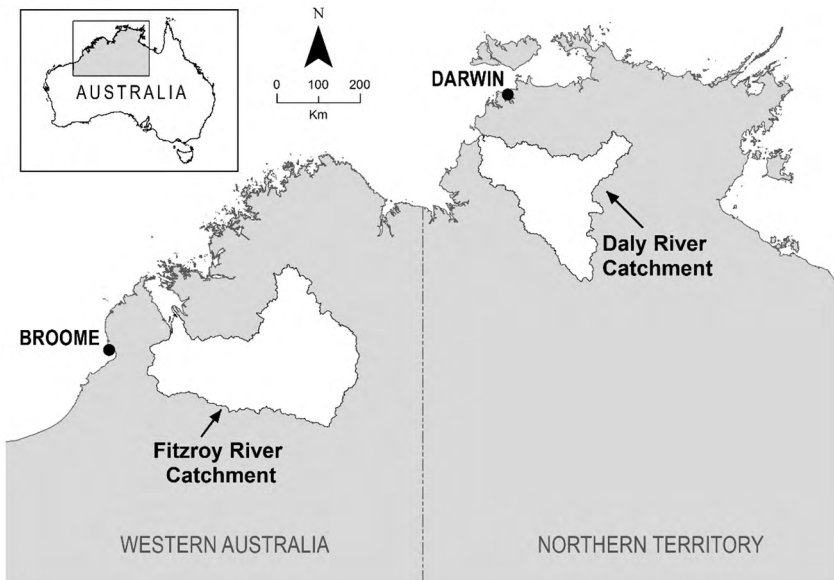 AUSTRALIA
N
0 100 200
Km
DARWIN
Daly River
Catchment
BROOME
Fitzroy River
Catchment
WESTERN AUSTRALIA
NORTHERN TERRITORY